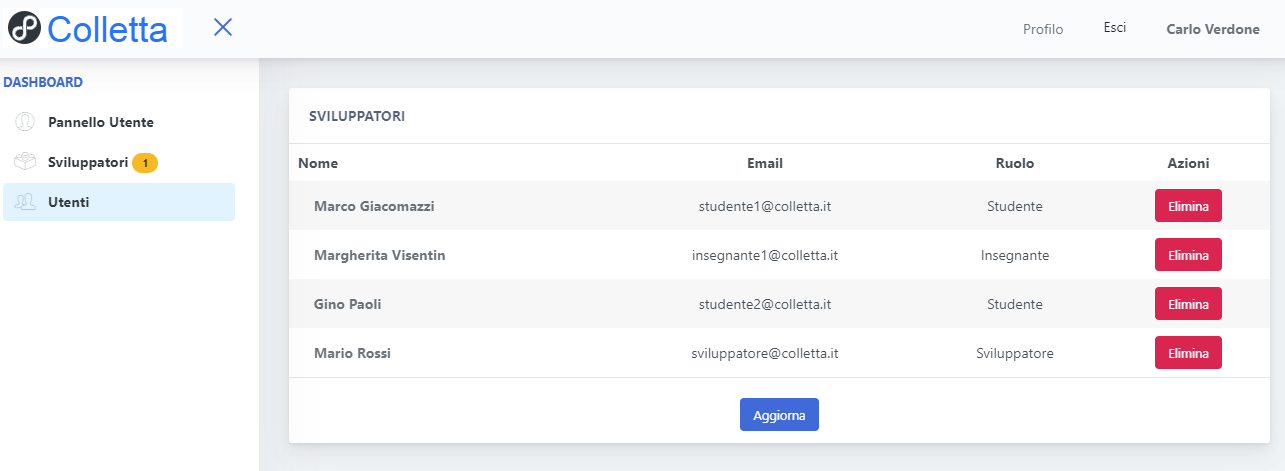 Colletta
Profilo Esci Carlo Verdone
DASHBOARD
Pannello Utente
Sviluppatori 1
Utenti
SVILUPPATORI
Nome Email Ruolo Azioni
Marco Giacomazzi studente1@colletta.it Studente Elimina
Margherita Visentin insegnante1@colletta.it Insegnante Elimina
Gino Paoli studente2@colletta.it Studente Elimina
Mario Rossi sviluppatore@colletta.it Sviluppatore Elimina
Aggiorna